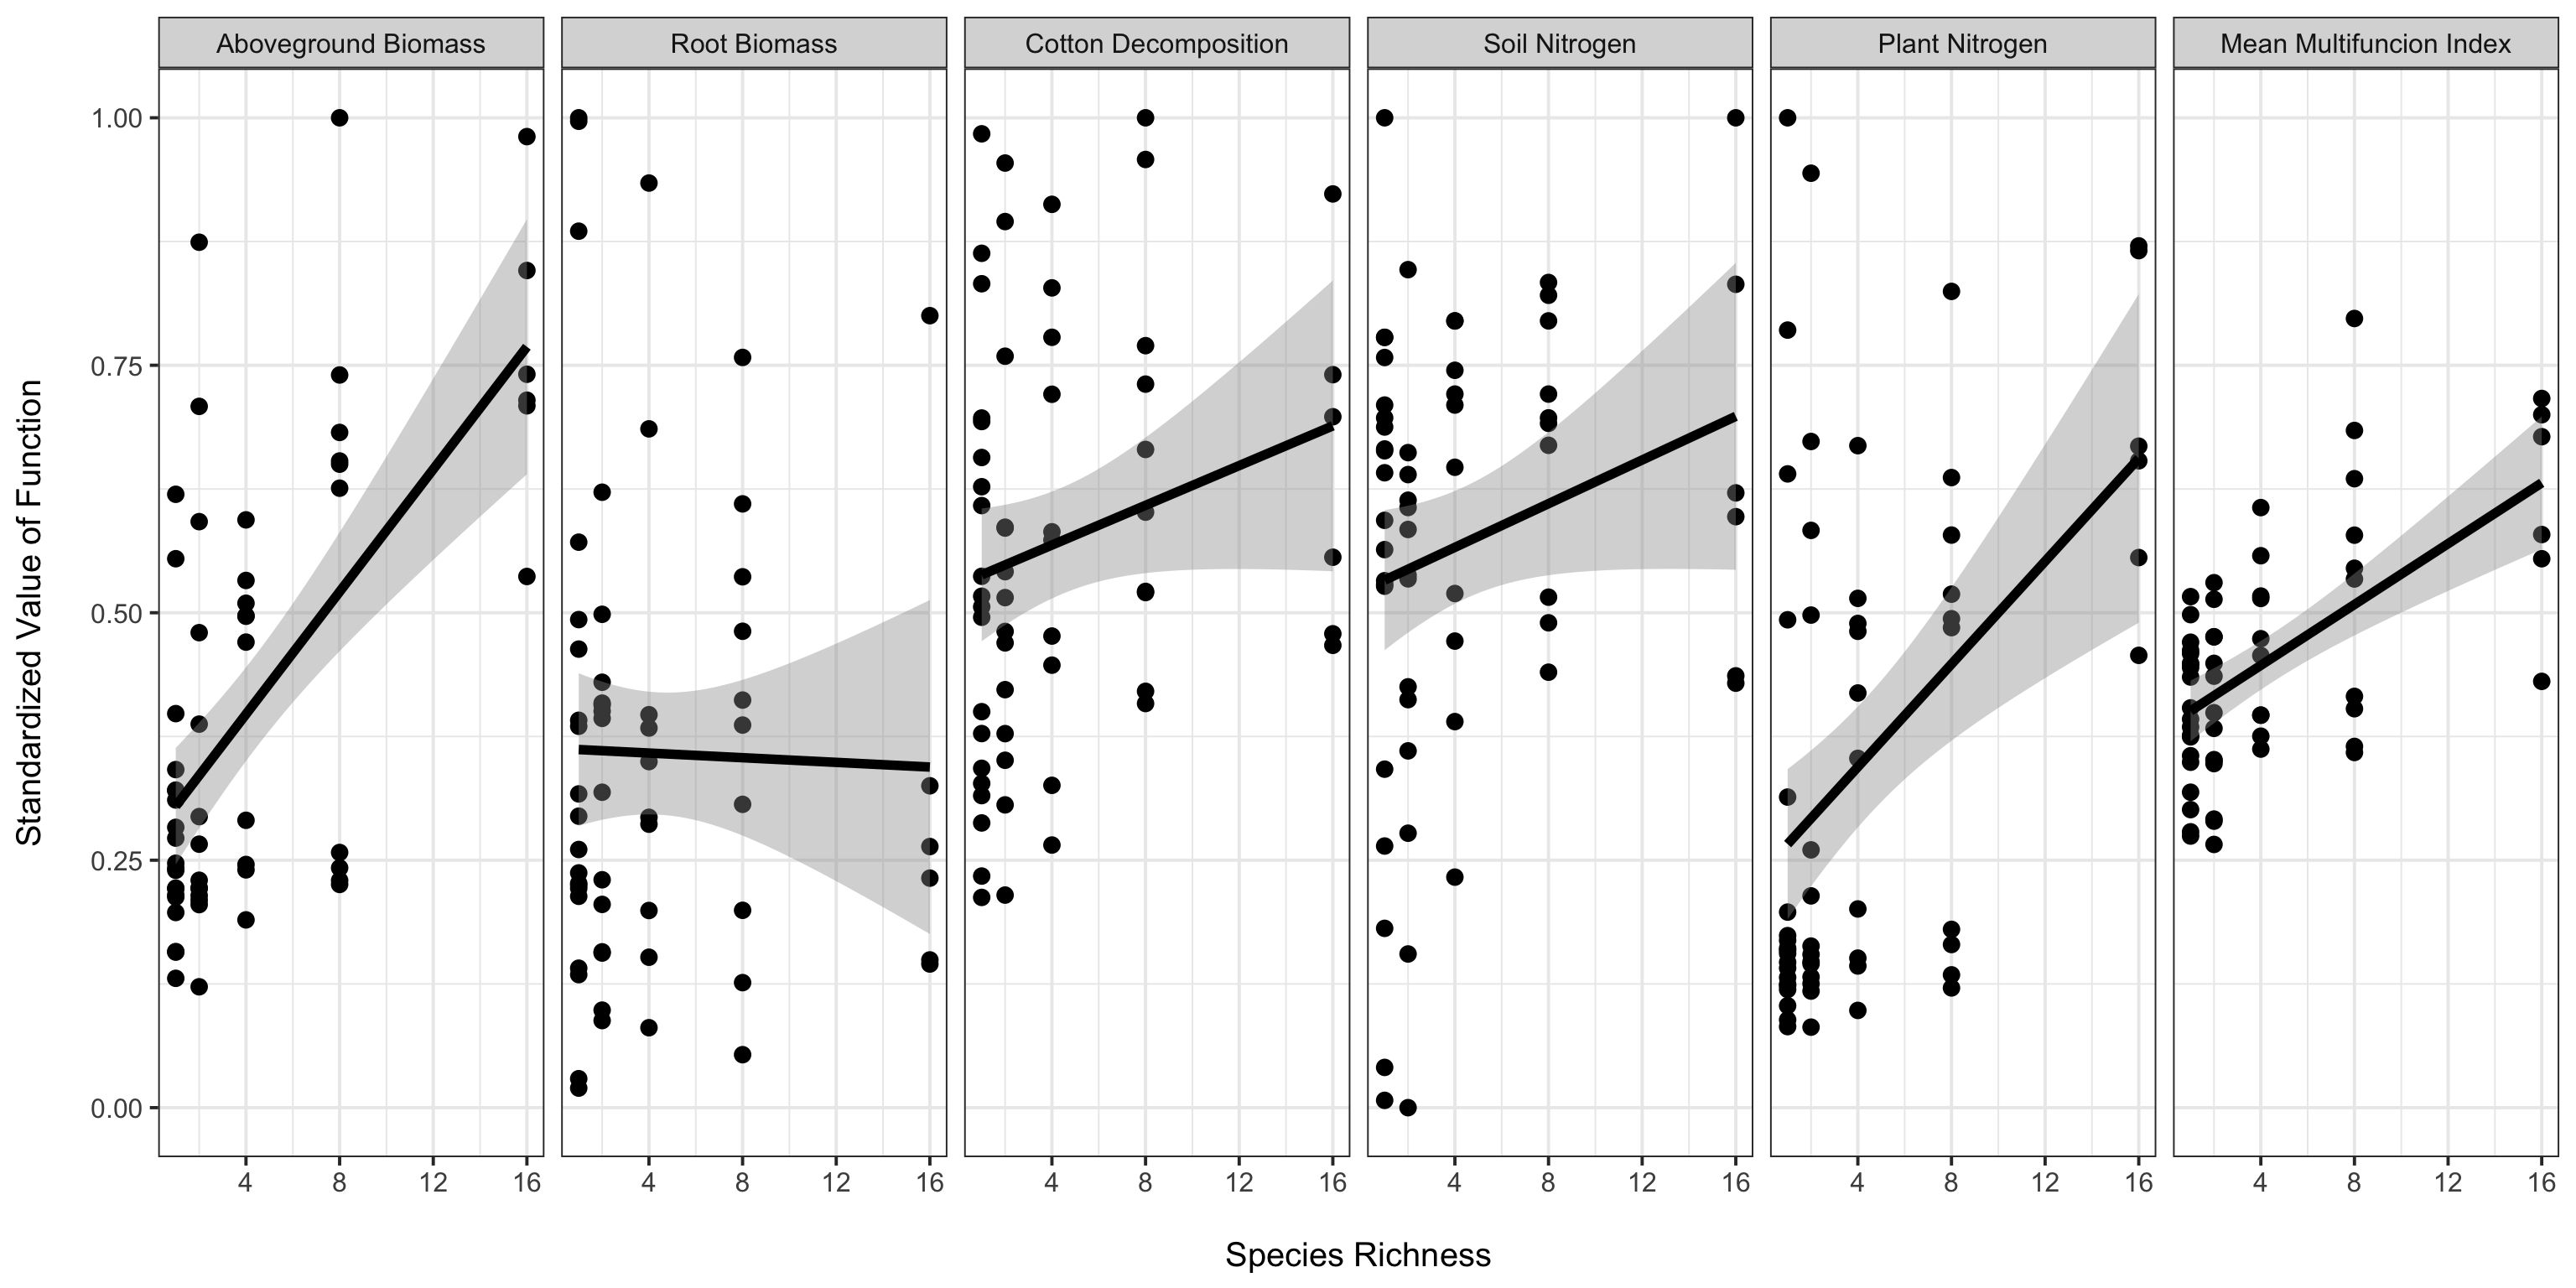 Aboveground Biomass Root Biomass Cotton Decomposition Soil Nitrogen Plant Nitrogen Mean Multifuncion Index
Standardized Value of Function
1.00
0.75
0.50
0.25
0.00
4 8 12 16 4 8 12 16 4 8 12 16 4 8 12 16 4 8 12 16 4 8 12 16
Species Richness